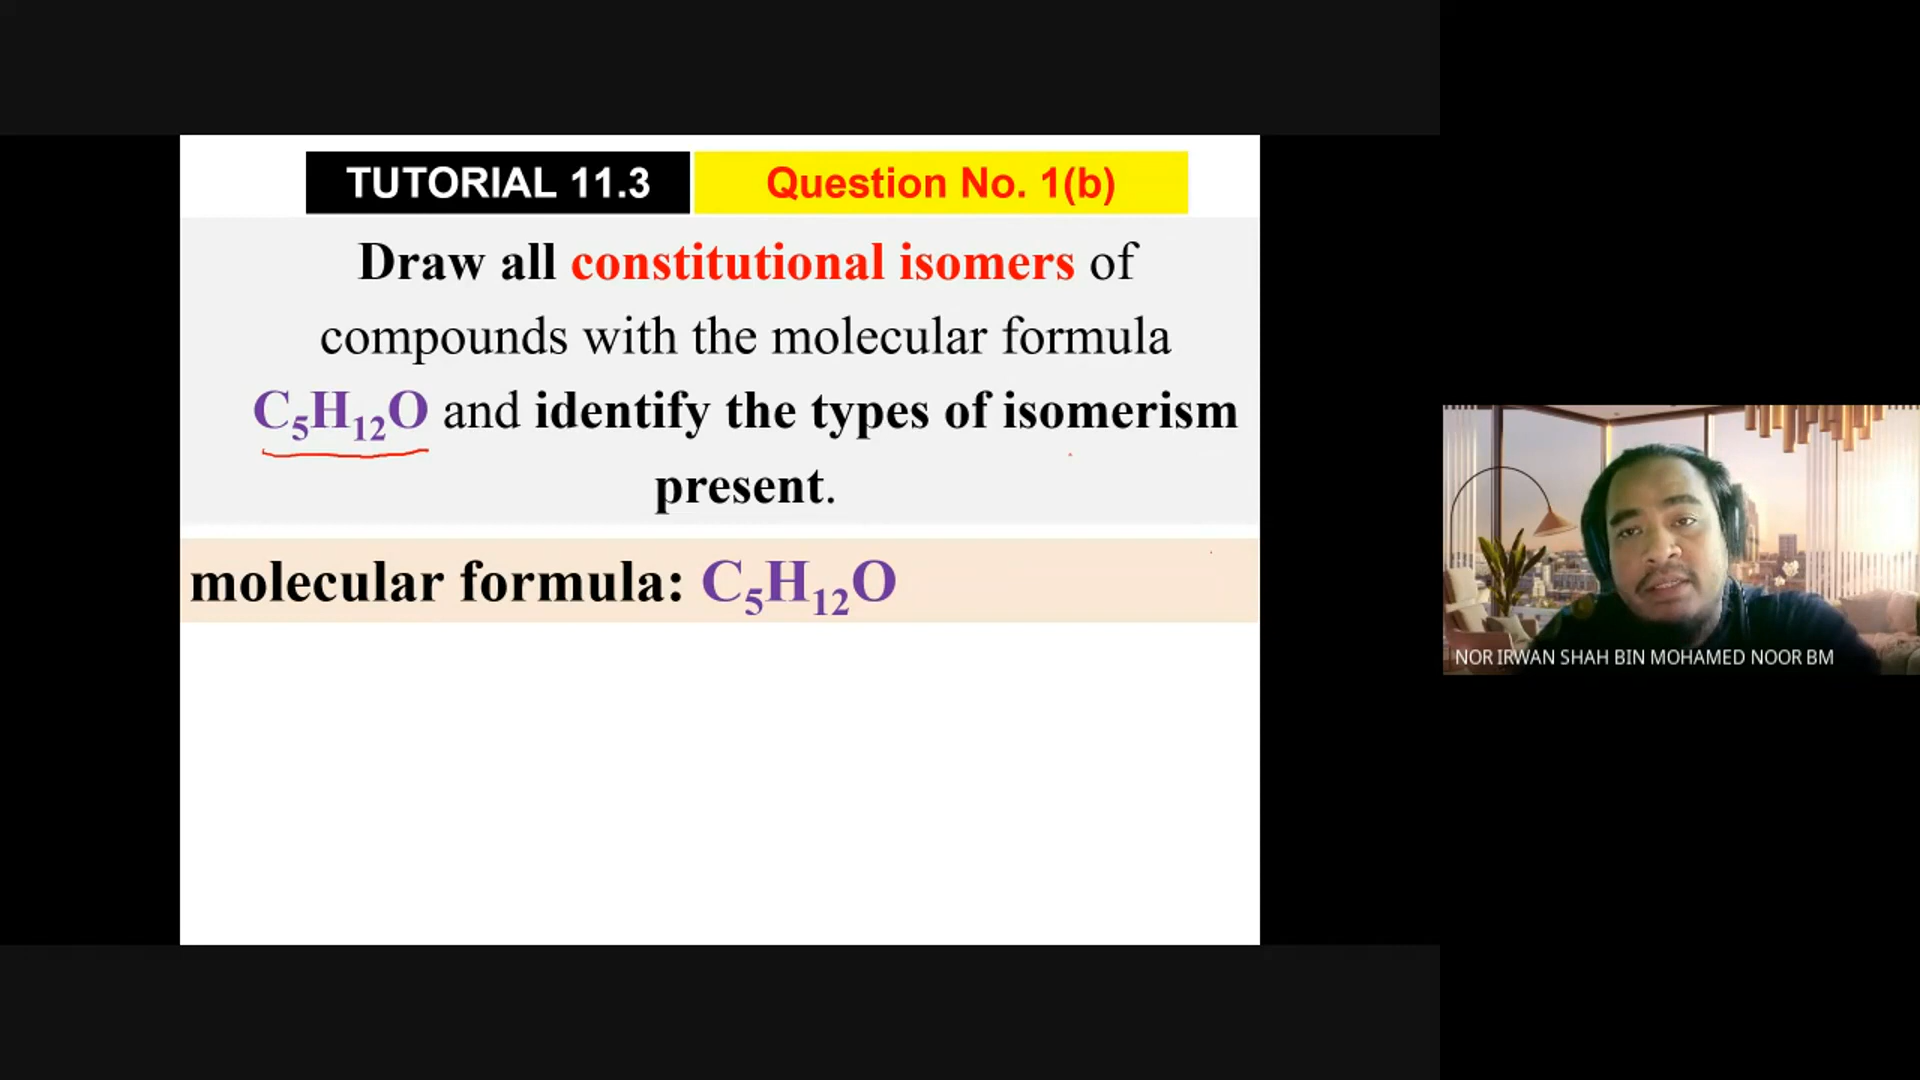 TUTORIAL 11.3
Question No. 1(b)
Draw all constitutional isomers of
compounds with the molecular formula
C₅H₁₂O and identify the types of isomerism
present.
molecular formula: C₅H₁₂O
NOR IRWAN SHAH BIN MOHAMED NOOR BM